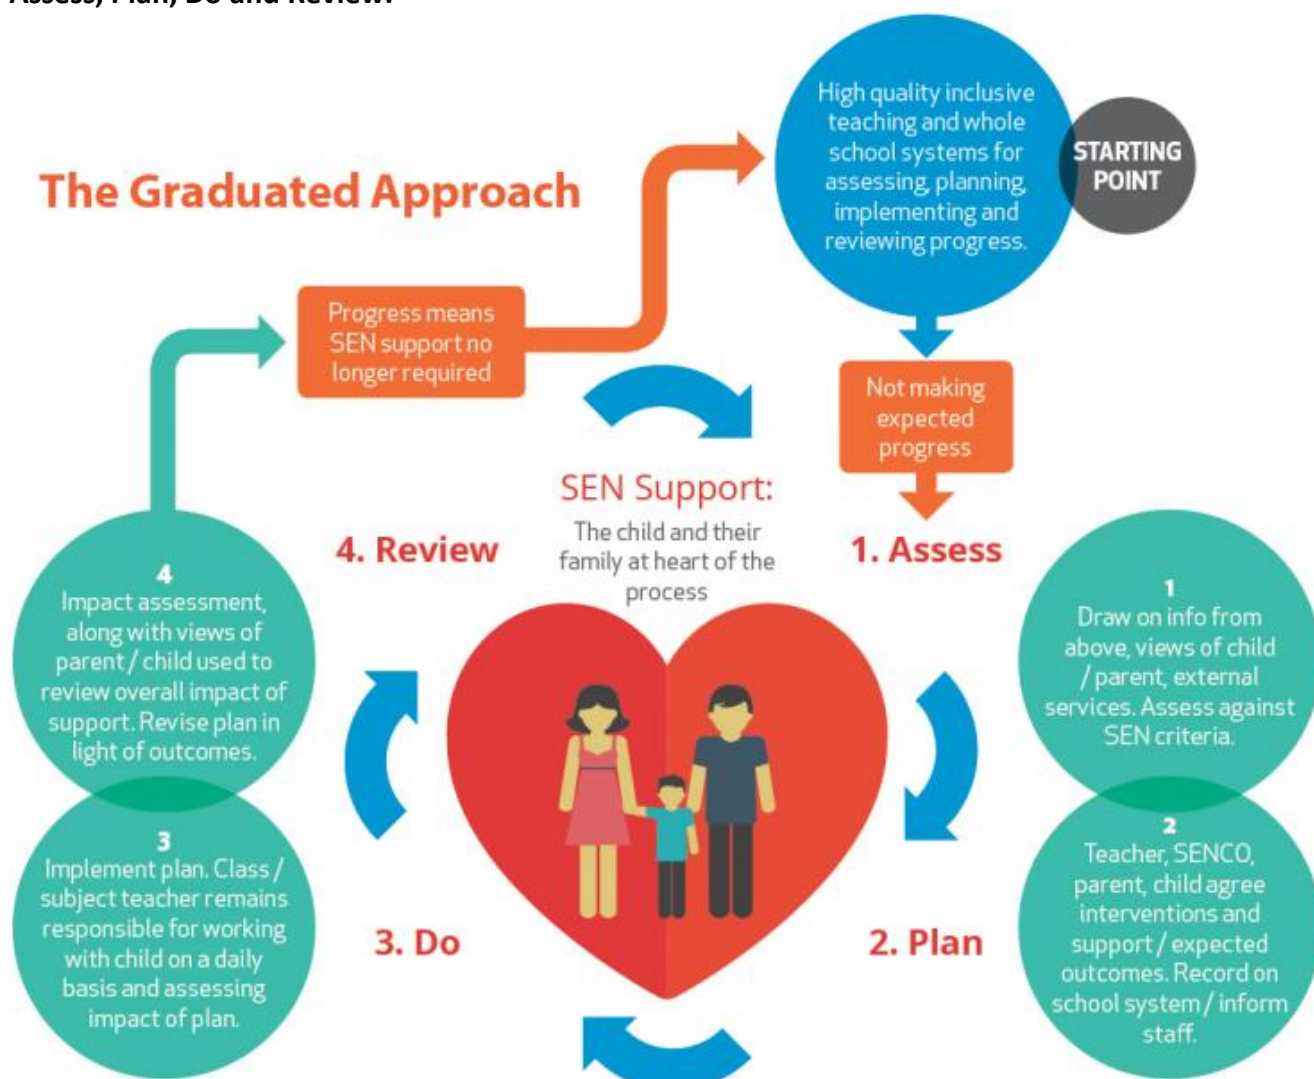 Assess, Plan, Do and Review.
The Graduated Approach
High quality inclusive
teaching and whole
school systems for
assessing, planning,
implementing and
reviewing progress.
STARTING
POINT
Progress means
SEN support no
longer required
Not making
expected
progress
SEN Support:
The child and their
family at heart of the
process
4. Review
1. Assess
4
Impact assessment,
along with views of
parent / child used to
review overall impact of
support. Revise plan in
light of outcomes.
1
Draw on info from
above, views of child
/ parent, external
services. Assess against
SEN criteria.
3
Implement plan. Class /
subject teacher remains
responsible for working
with child on a daily
basis and assessing
impact of plan.
3. Do
2. Plan
2
Teacher, SENCO,
parent, child agree
interventions and
support / expected
outcomes. Record on
school system / inform
staff.